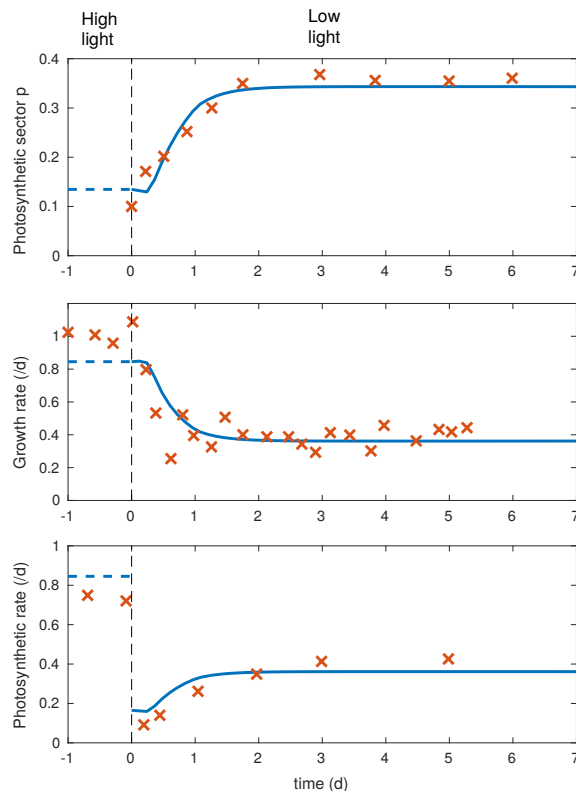 High
light
Low
light
Photosynthetic sector p
0.4
0.3
0.2
0.1
0
-1 0 1 2 3 4 5 6 7
Growth rate (/d)
1
0.8
0.6
0.4
0.2
0
-1 0 1 2 3 4 5 6 7
Photosynthetic rate (/d)
1
0.8
0.6
0.4
0.2
0
-1 0 1 2 3 4 5 6 7
time (d)